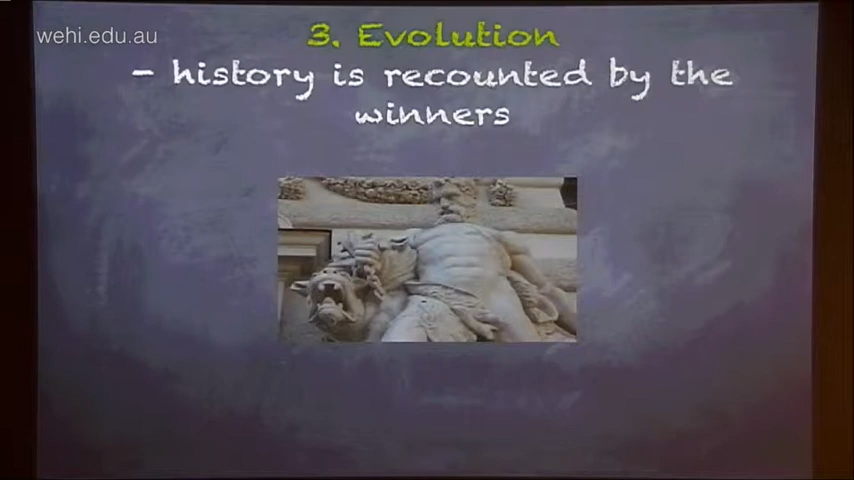 wehi.edu.au
3. Evolution
- history is recounted by the
winners